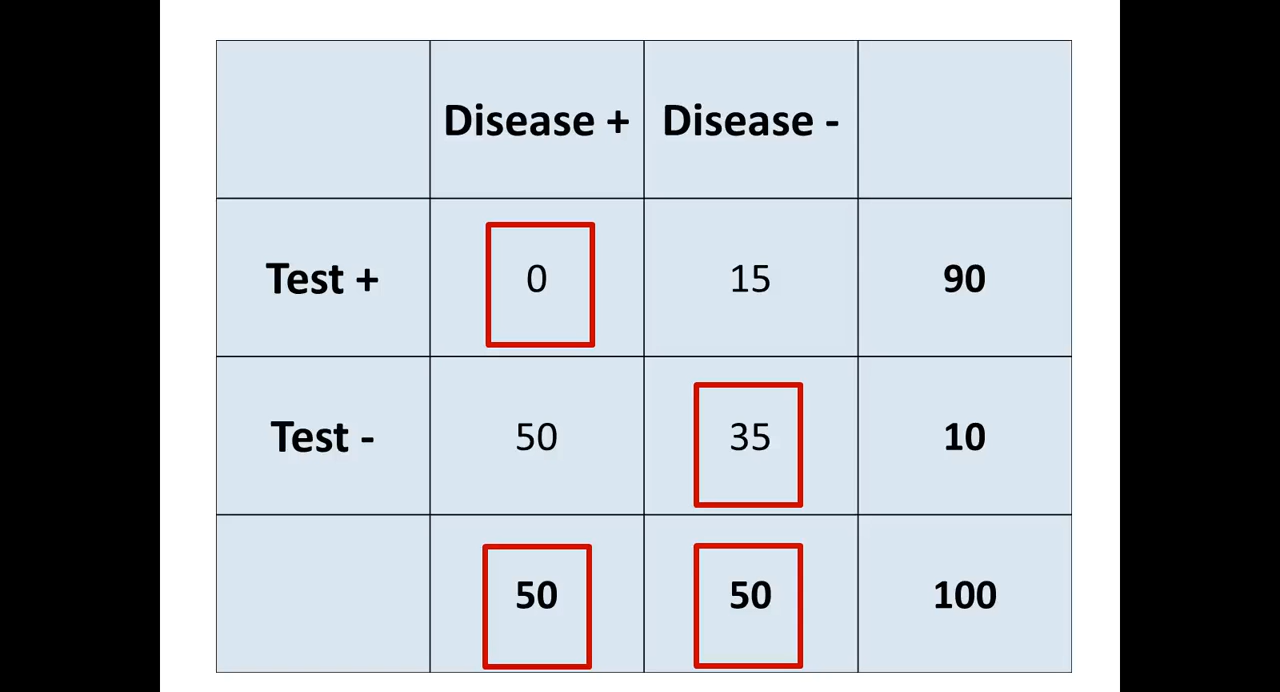 Disease + Disease -
Test + 0 15 90
Test - 50 35 10
50 50 100